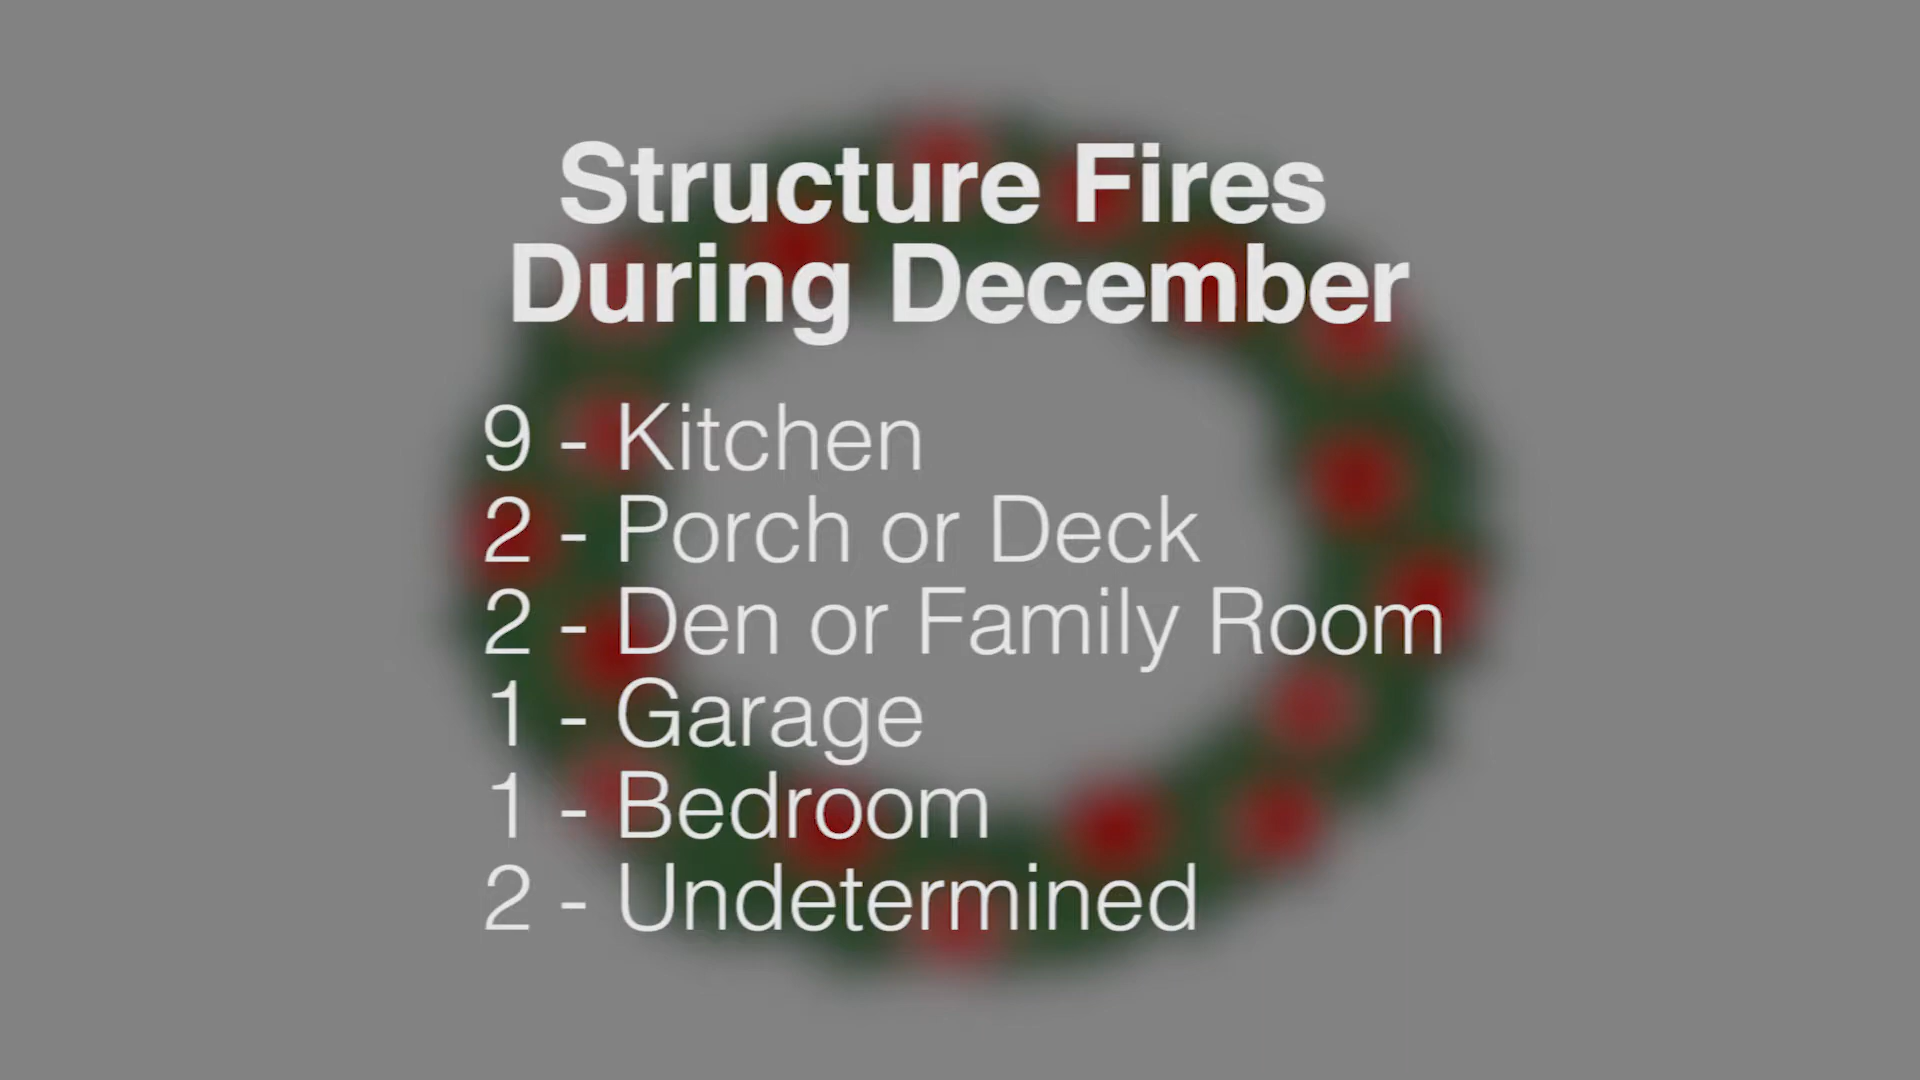 Structure Fires
During December
9 - Kitchen
2 - Porch or Deck
2 - Den or Family Room
1 - Garage
1 - Bedroom
2 - Undetermined